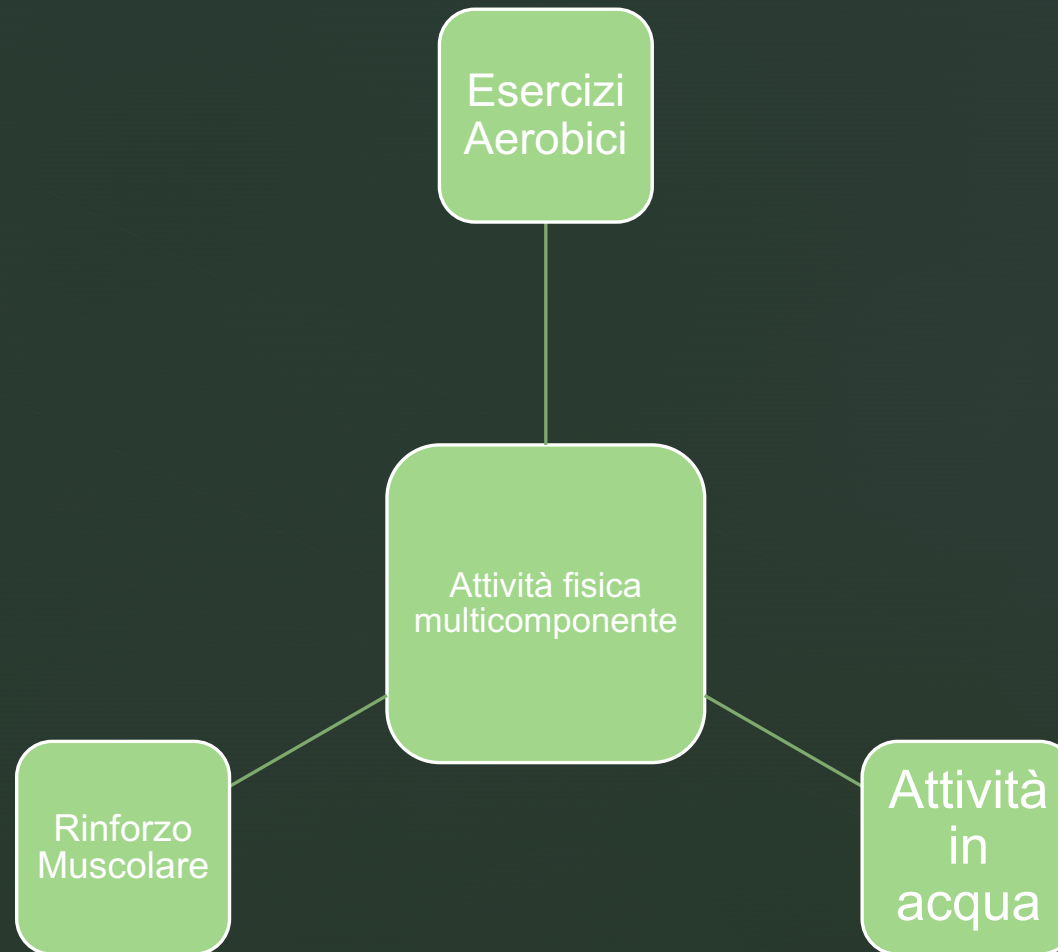 Esercizi
Aerobici
Attività fisica
multicomponente
Rinforzo
Muscolare
Attività
in
acqua